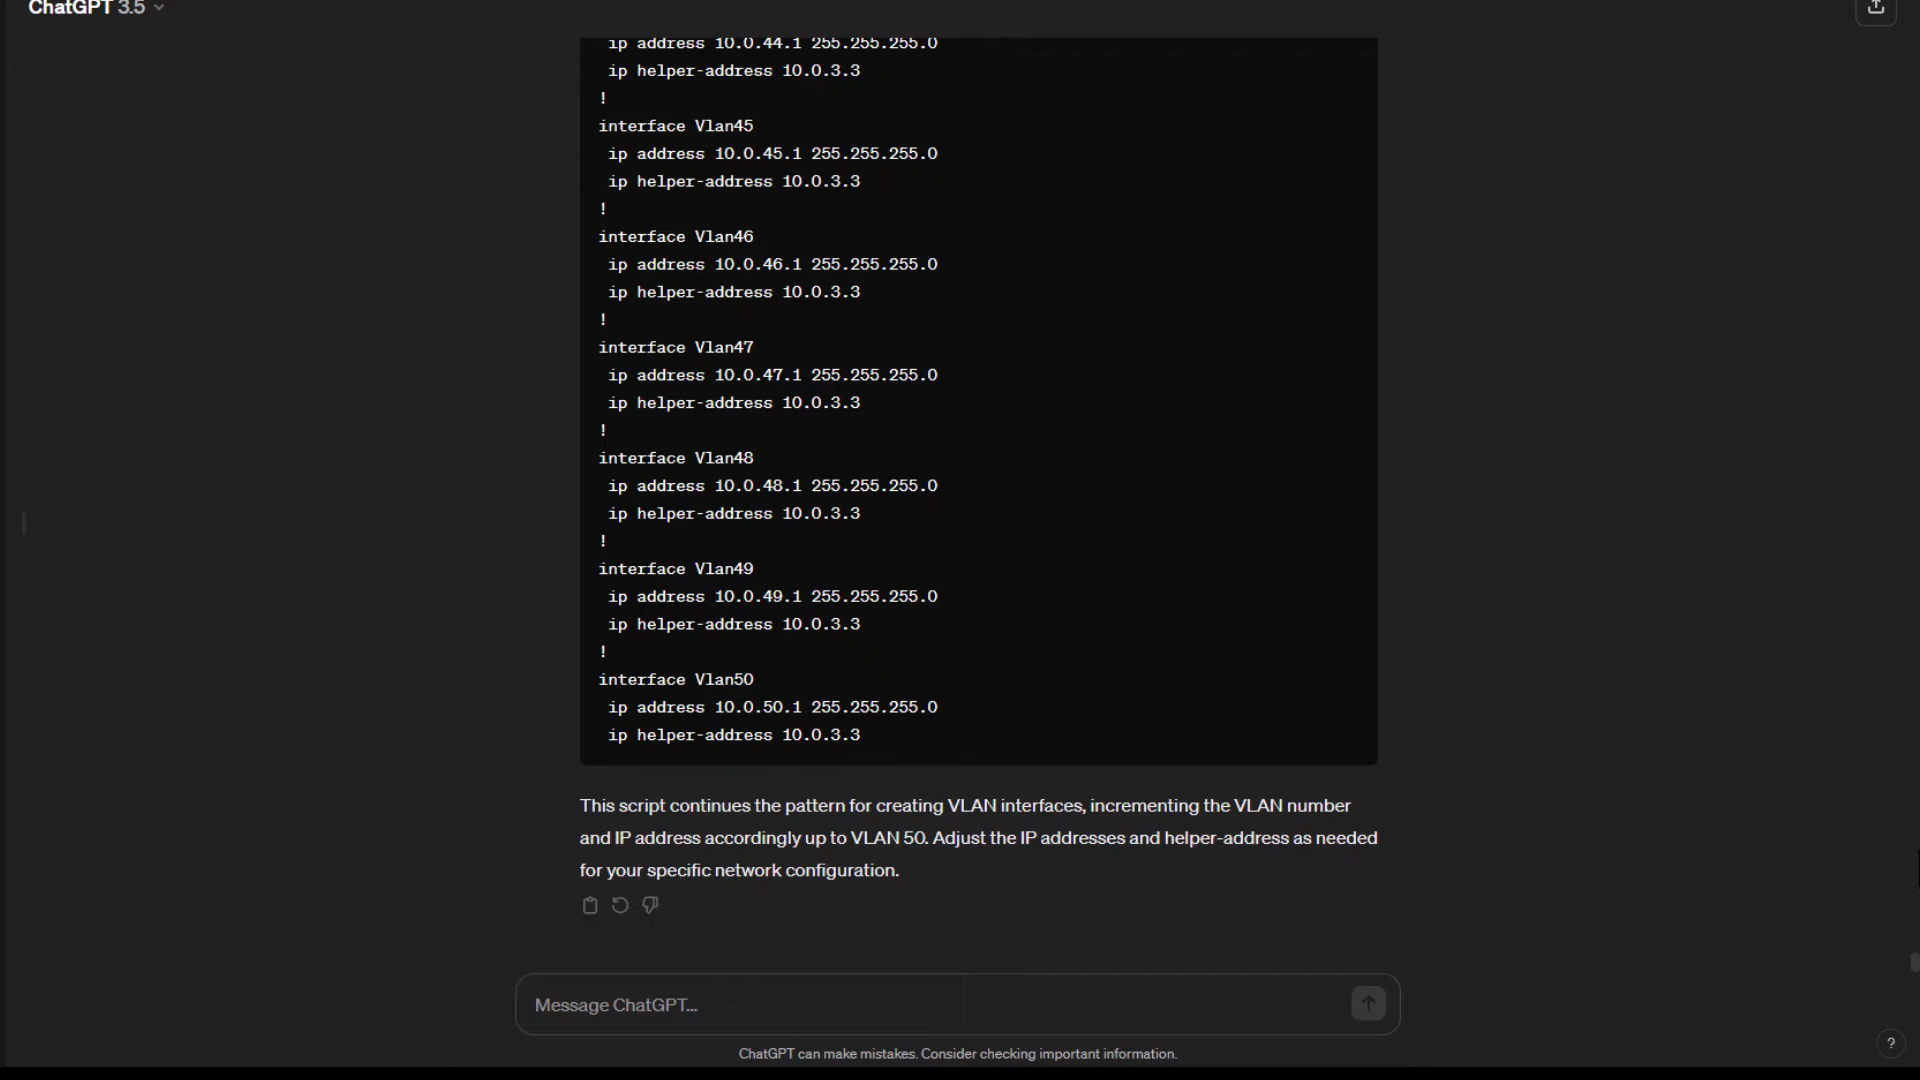 ChatGPT 3.5
ip address 10.0.44.1 255.255.255.0
ip helper-address 10.0.3.3
!
interface Vlan45
ip address 10.0.45.1 255.255.255.0
ip helper-address 10.0.3.3
!
interface Vlan46
ip address 10.0.46.1 255.255.255.0
ip helper-address 10.0.3.3
!
interface Vlan47
ip address 10.0.47.1 255.255.255.0
ip helper-address 10.0.3.3
!
interface Vlan48
ip address 10.0.48.1 255.255.255.0
ip helper-address 10.0.3.3
!
interface Vlan49
ip address 10.0.49.1 255.255.255.0
ip helper-address 10.0.3.3
!
interface Vlan50
ip address 10.0.50.1 255.255.255.0
ip helper-address 10.0.3.3
This script continues the pattern for creating VLAN interfaces, incrementing the VLAN number
and IP address accordingly up to VLAN 50. Adjust the IP addresses and helper-address as needed
for your specific network configuration.
Message ChatGPT...
ChatGPT can make mistakes. Consider checking important information.
?